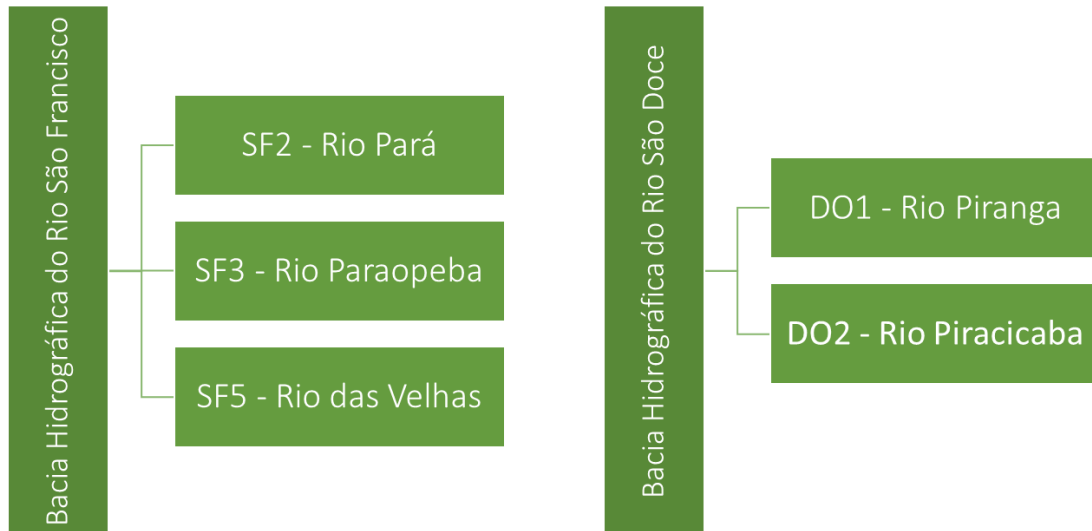 Bacia Hidrográfica do Rio São Francisco
SF2 - Rio Pará
SF3 - Rio Paraopeba
SF5 - Rio das Velhas
Bacia Hidrográfica do Rio São Doce
DO1 - Rio Piranga
DO2 - Rio Piracicaba